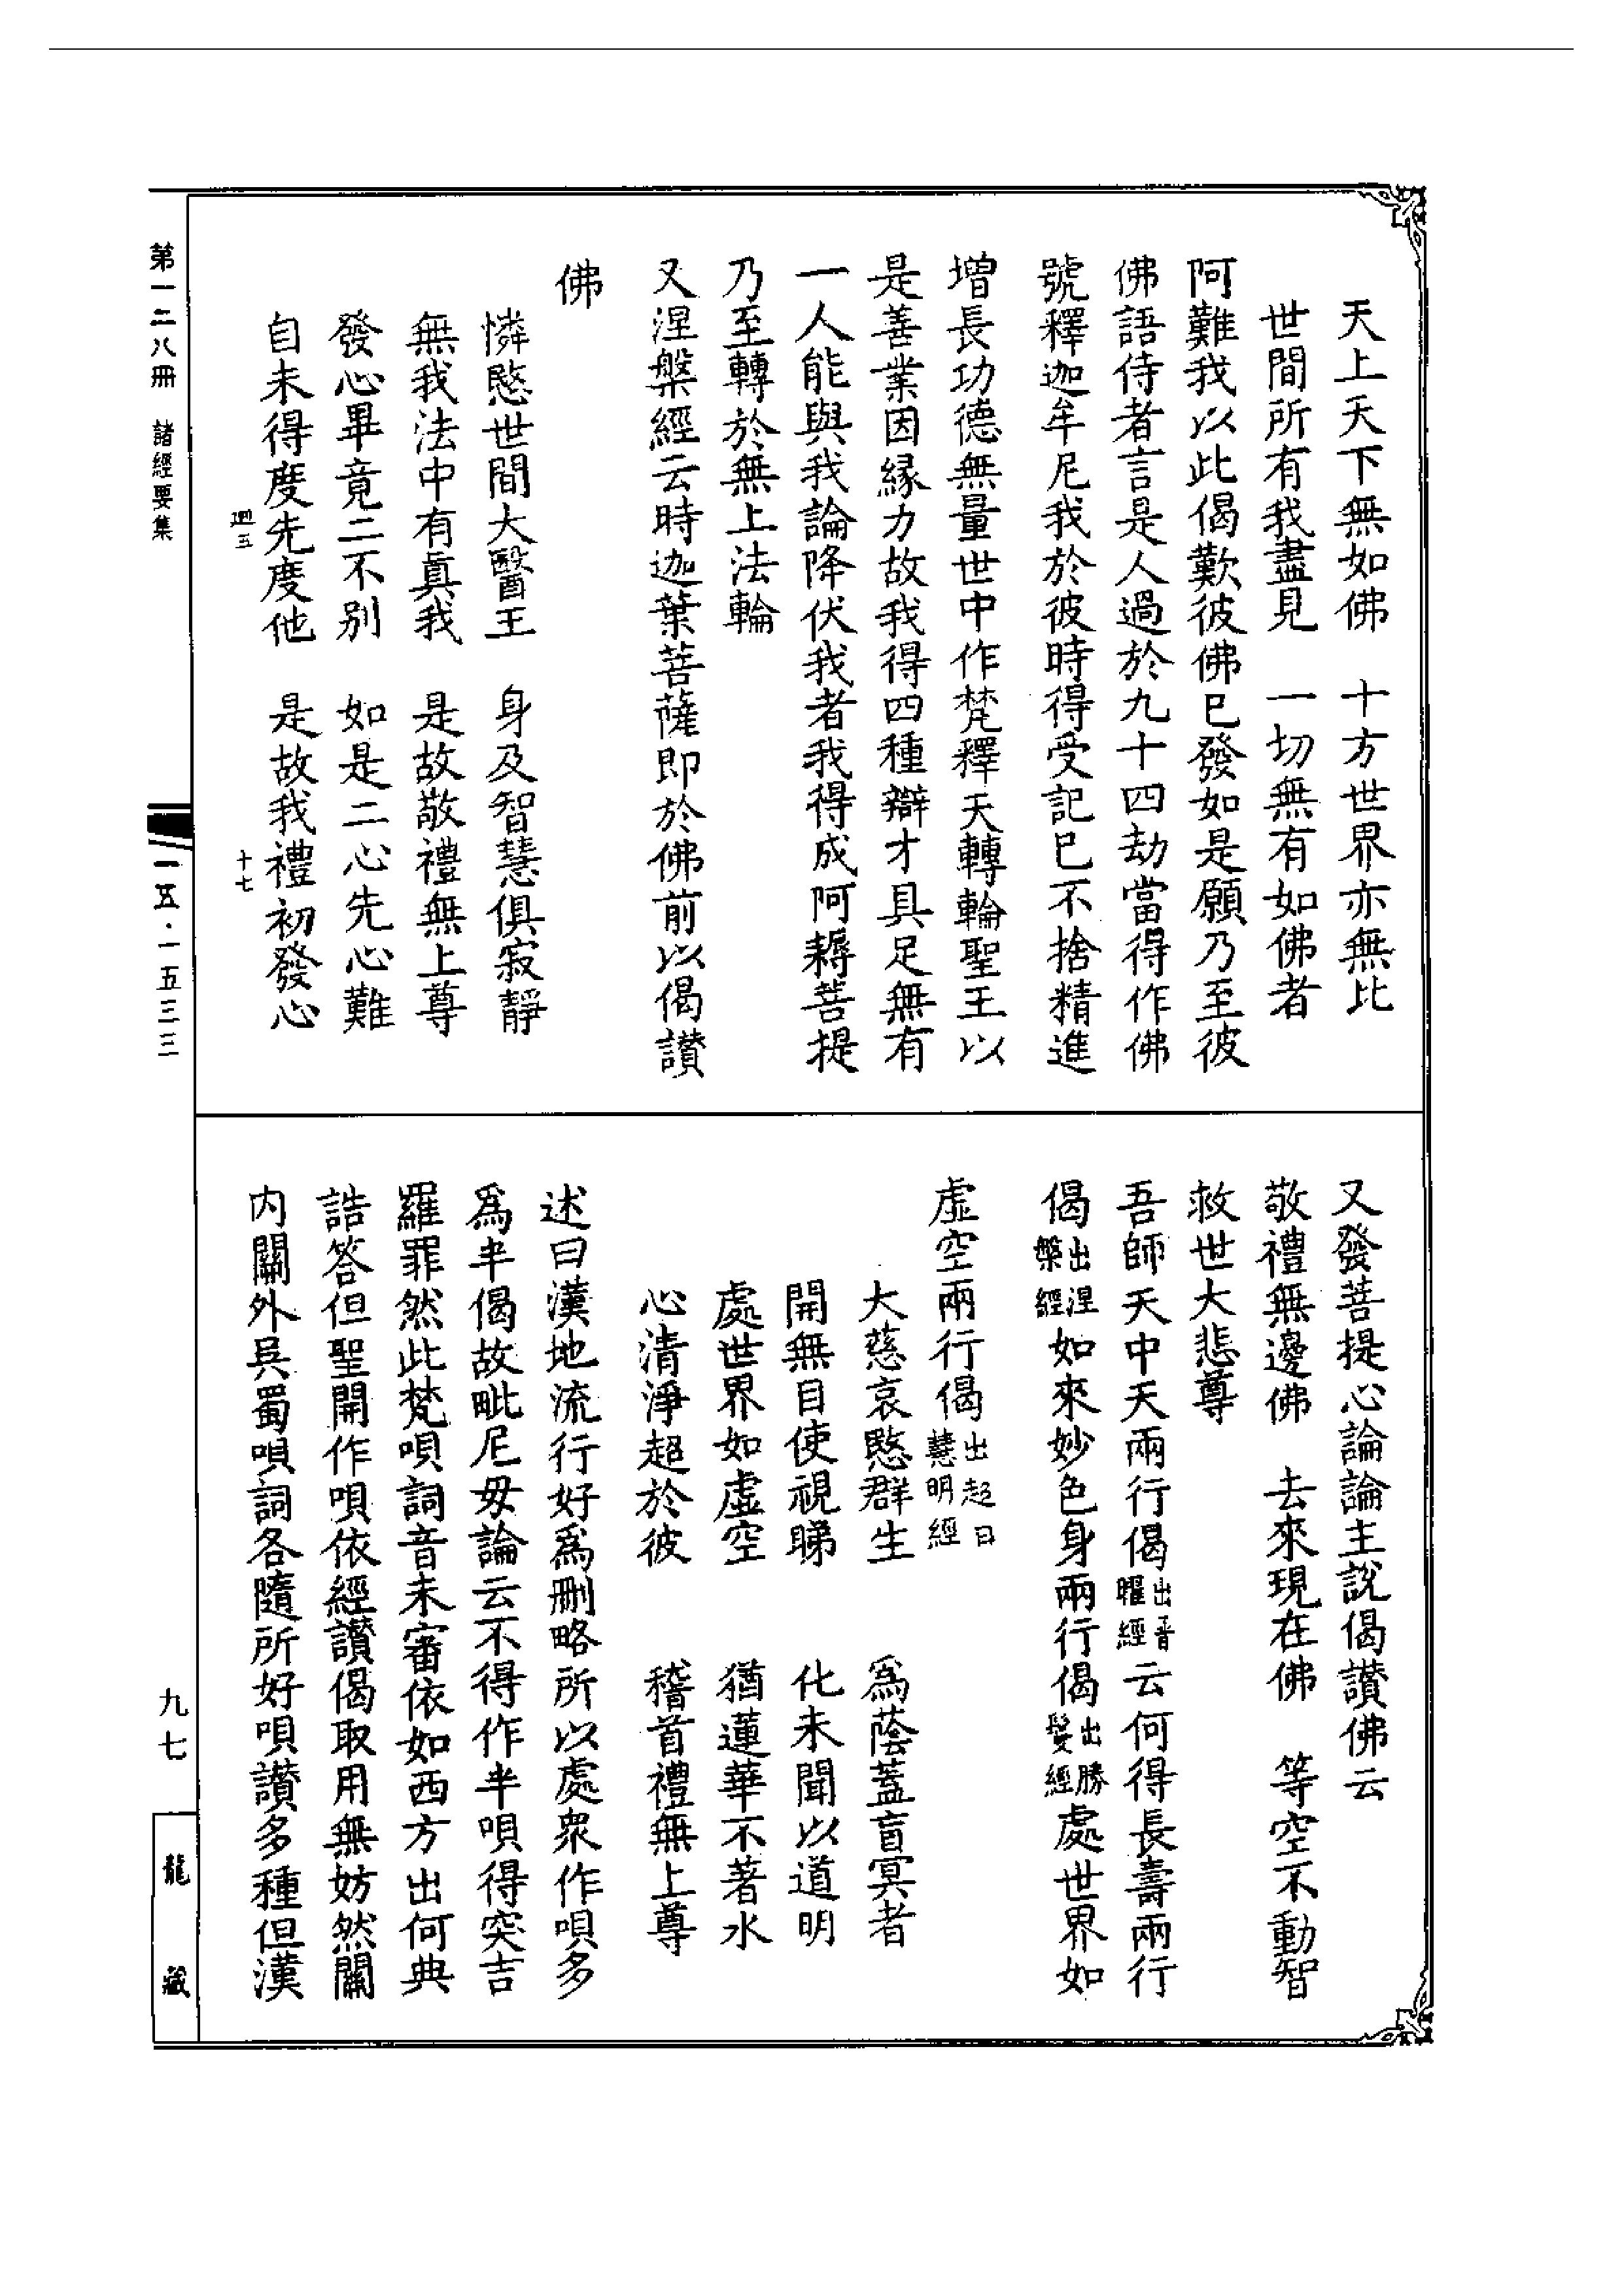 天上天下無如佛　十方世界亦無比
世間所有我盡見　一切無有如佛者
阿難我以此偈歎彼佛已發如是願乃至彼
佛語侍者言是人過於九十四劫當得作佛
號釋迦牟尼我於彼時得受記已不捨精進
增長功德無量世中作梵釋天轉輪聖王以
是善業因緣力故我得四種辯才具足無有
一人能與我論降伏我者我得成阿耨菩提
乃至轉於無上法輪
又涅槃經云時迦葉菩薩即於佛前以偈讚
佛
憐愍世間大醫王　身及智慧俱寂靜
無我法中有真我　是故敬禮無上尊
發心畢竟二不别　如是二心先心難
自未得度先度他　是故我禮初發心
又發菩提心論論主說偈讃佛云
敬禮無邊佛　去來現在佛　等空不動智
救世大悲尊
吾師天中天兩行偈出曜經云何得長壽兩行
偈出涅槃經如來妙色身兩行偈出勝鬘經處世界如
虛空兩行偈出超日慧明經
大慈哀愍群生　為蔭蓋盲冥者
開無目使視睇　化未聞以道明
處世界如虛空　猶蓮華不著水
心清淨超於彼　稽首禮無上尊
述曰漢地流行好為删略所以處眾作唄多
為半偈故毗尼毋論云不得作半唄得突吉
羅罪然此梵唄詞音未審依如西方出何典
誥答但聖開作唄依經讃偈取用無妨然關
内關外吳蜀唄詞各隨所好唄讃多種但漢
第一二八冊　諸經要集
迴三
十七
一五·一五三三
九七
龍藏